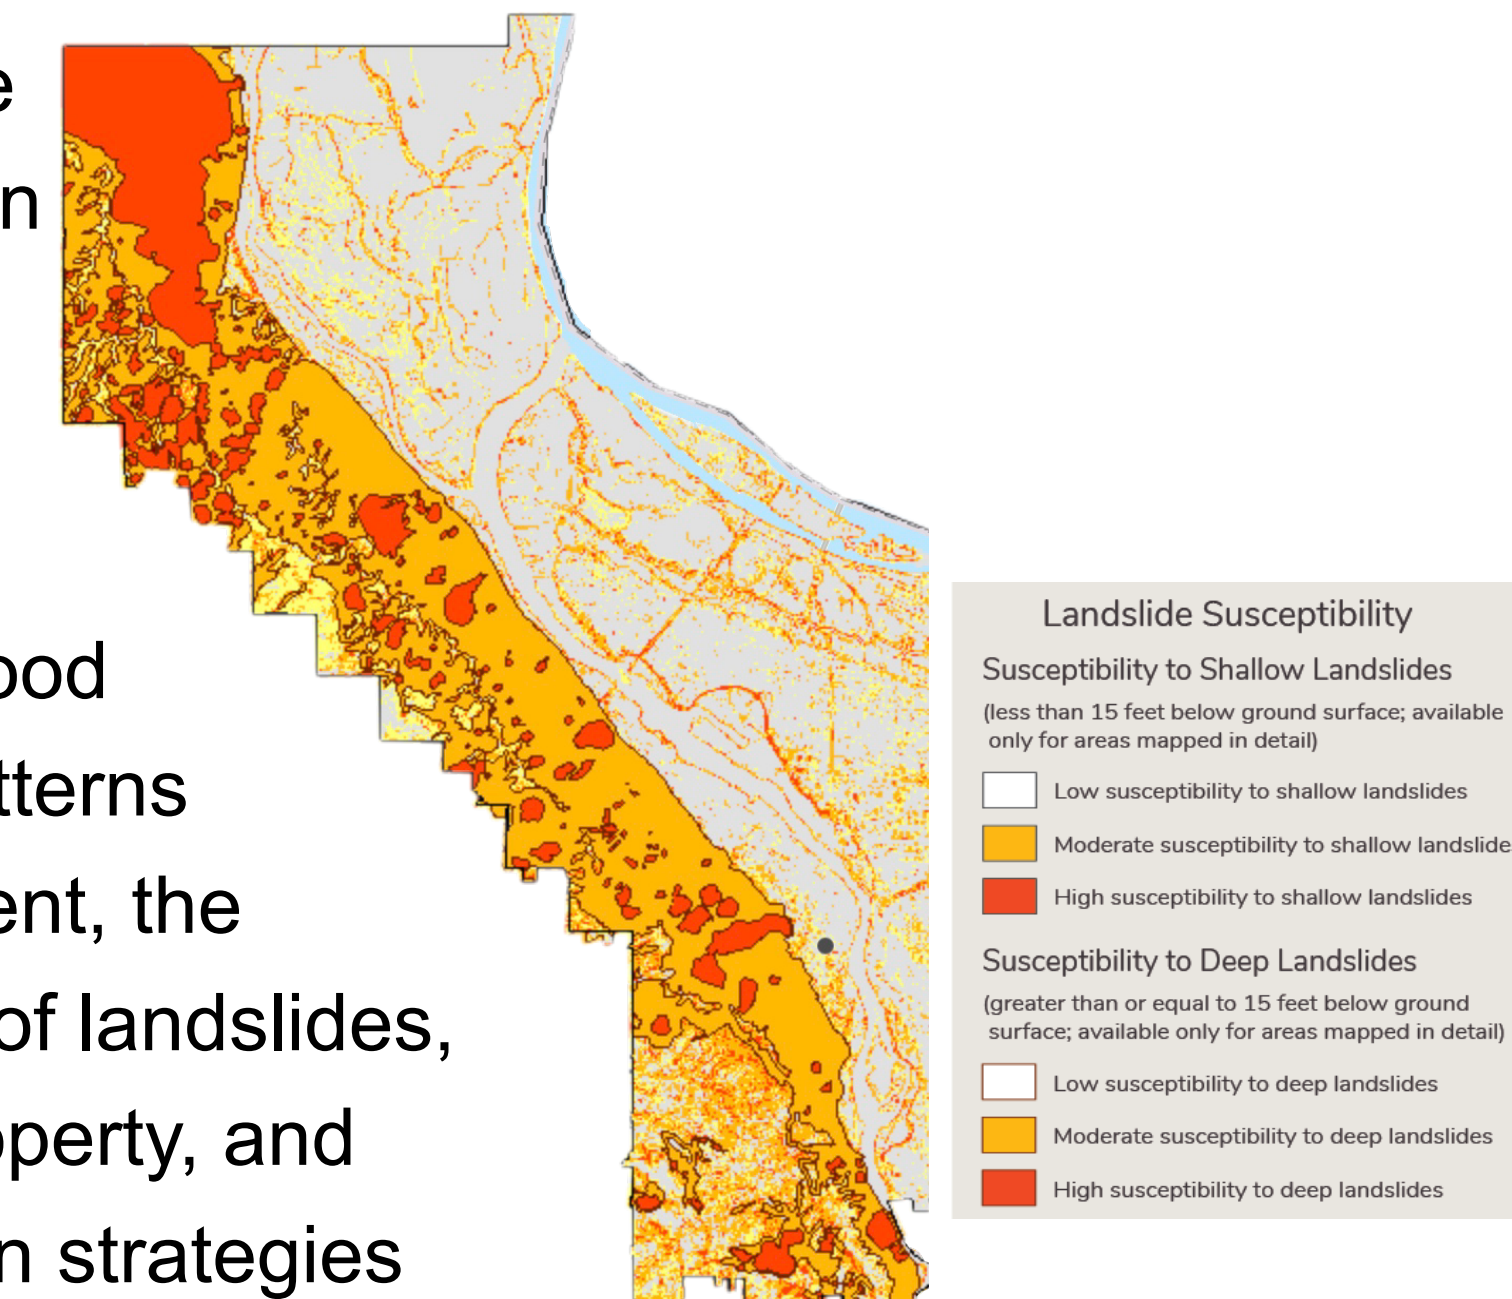 e
n
ood
tterns
ent, the
of landslides,
operty, and
n strategies
Landslide Susceptibility
Susceptibility to Shallow Landslides
(less than 15 feet below ground surface; available
only for areas mapped in detail)
Low susceptibility to shallow landslides
Moderate susceptibility to shallow landslide
High susceptibility to shallow landslides
Susceptibility to Deep Landslides
(greater than or equal to 15 feet below ground
surface; available only for areas mapped in detail)
Low susceptibility to deep landslides
Moderate susceptibility to deep landslides
High susceptibility to deep landslides